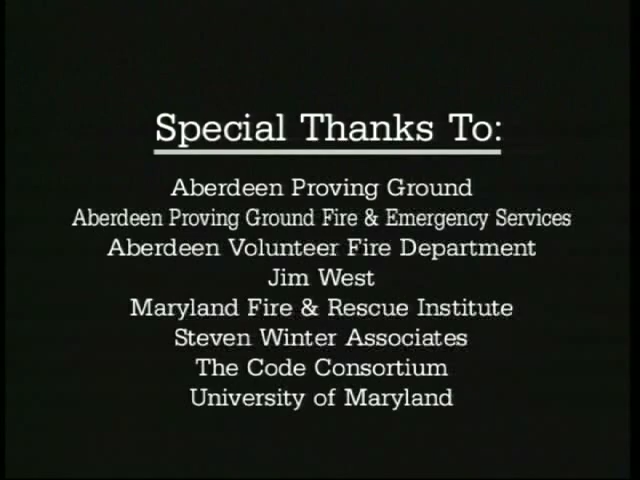 Special Thanks To:
Aberdeen Proving Ground
Aberdeen Proving Ground Fire & Emergency Services
Aberdeen Volunteer Fire Department
Jim West
Maryland Fire & Rescue Institute
Steven Winter Associates
The Code Consortium
University of Maryland